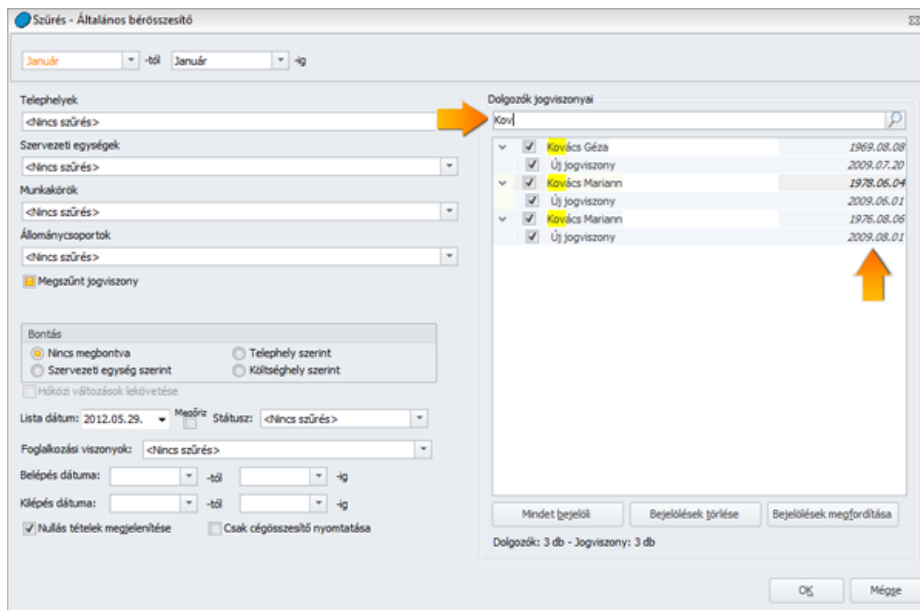 Szűrés - Általános bérösszesítő
Január -tól Január -ig
Telephelyek
<Nincs szűrés>
Szervezeti egységek
<Nincs szűrés>
Munkakörök
<Nincs szűrés>
Állománycsoportok
<Nincs szűrés>
Megszűnt jogviszony
Bontás
Nincs megbontva Telephely szerint
Szervezeti egység szerint Költséghely szerint
Hóközi változások lekövetése
Lista dátum: 2012.05.29. Megőriz Státusz: <Nincs szűrés>
Foglalkozási viszonyok: <Nincs szűrés>
Belépés dátuma: -tól -ig
Kilépés dátuma: -tól -ig
Nullás tételek megjelenítése Csak cégösszesítő nyomtatása
Dolgozók jogviszonyai
Kov
Kovács Géza 1969.08.08
Új jogviszony 2009.07.20
Kovács Mariann 1978.06.04
Új jogviszony 2009.06.01
Kovács Mariann 1976.08.06
Új jogviszony 2009.08.01
Mindet bejelöli Bejelölések törlése Bejelölések megfordítása
Dolgozók: 3 db - Jogviszony: 3 db
OK Mégse